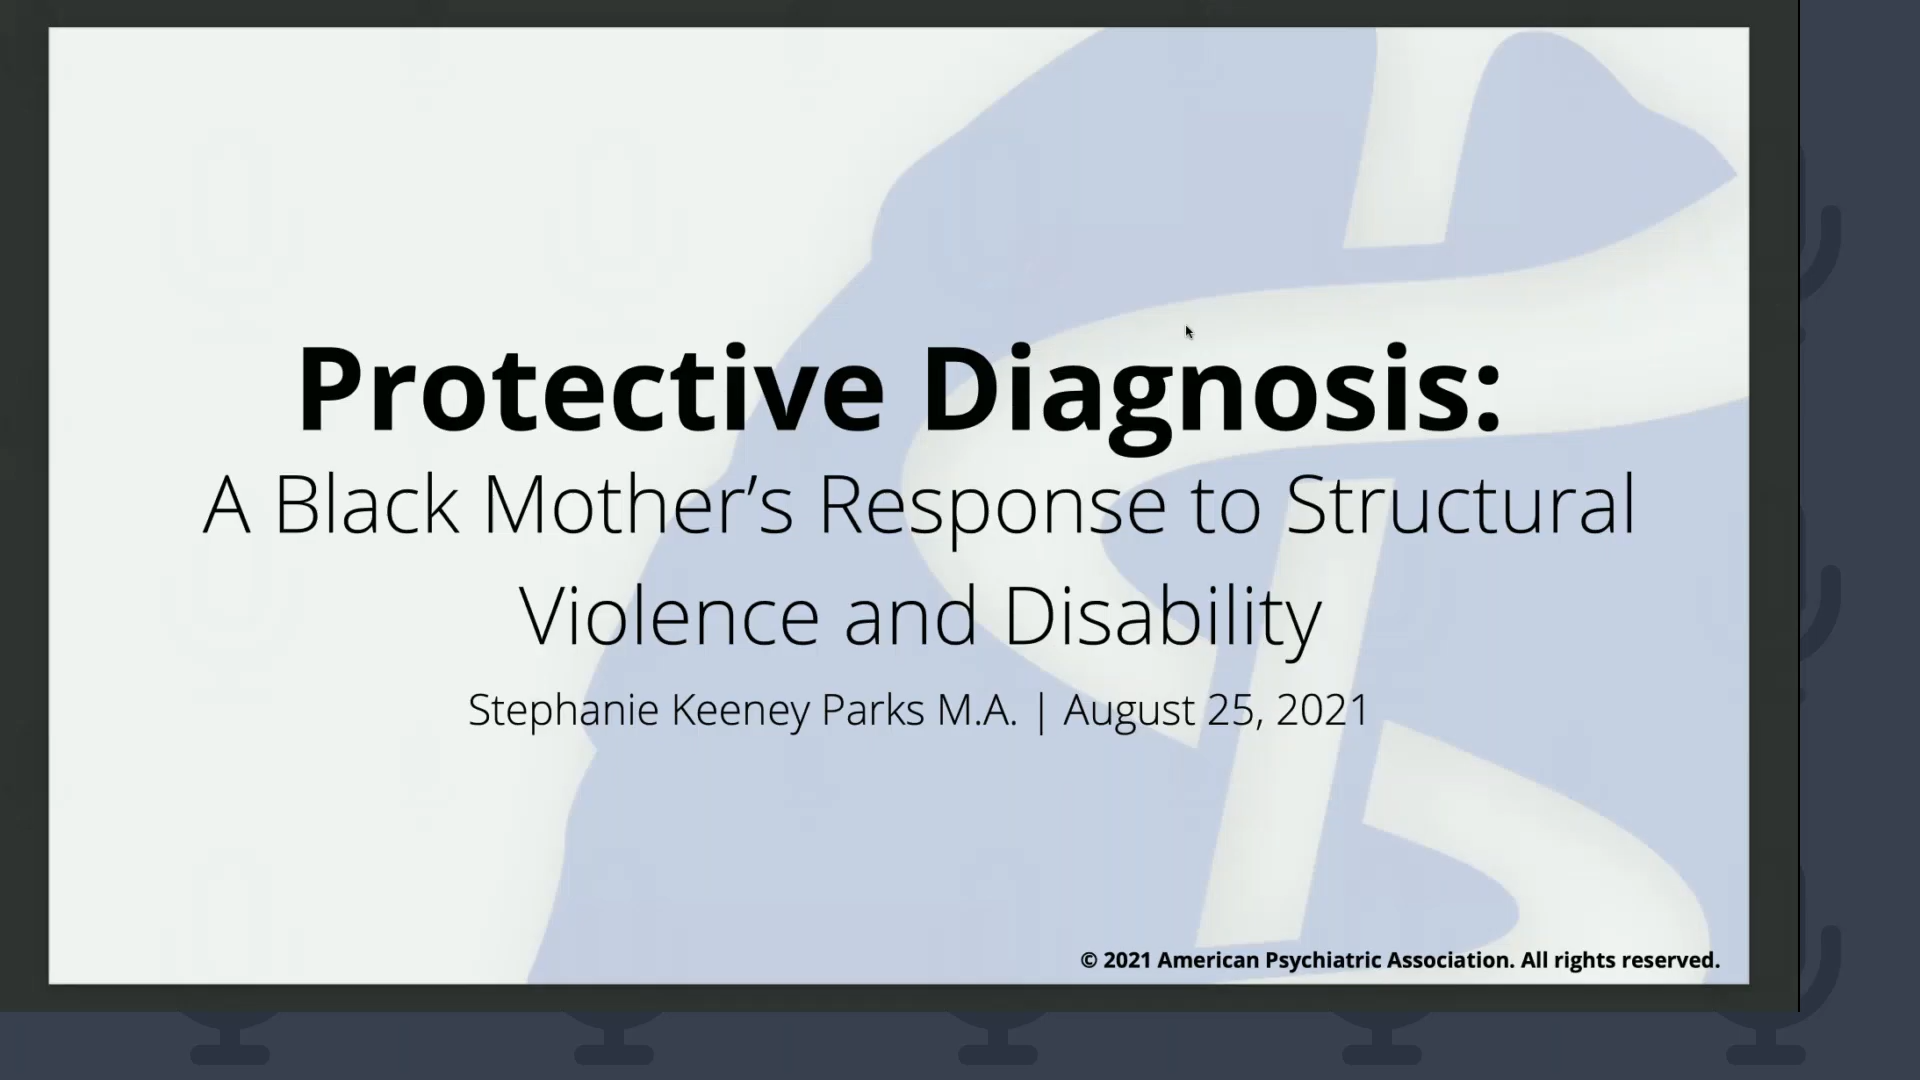 Protective Diagnosis:
A Black Mother’s Response to Structural
Violence and Disability
Stephanie Keeney Parks M.A. | August 25, 2021
© 2021 American Psychiatric Association. All rights reserved.